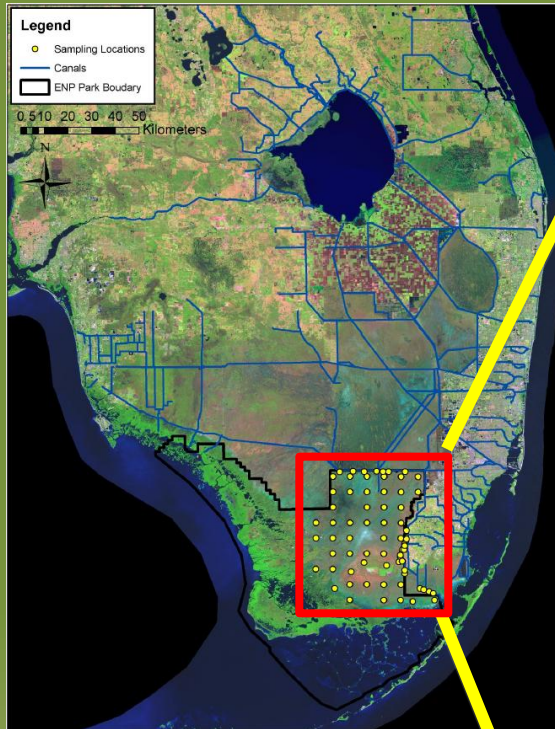 Legend
Sampling Locations
Canals
ENP Park Boudary
0 5 10 20 30 40 50
Kilometers
N